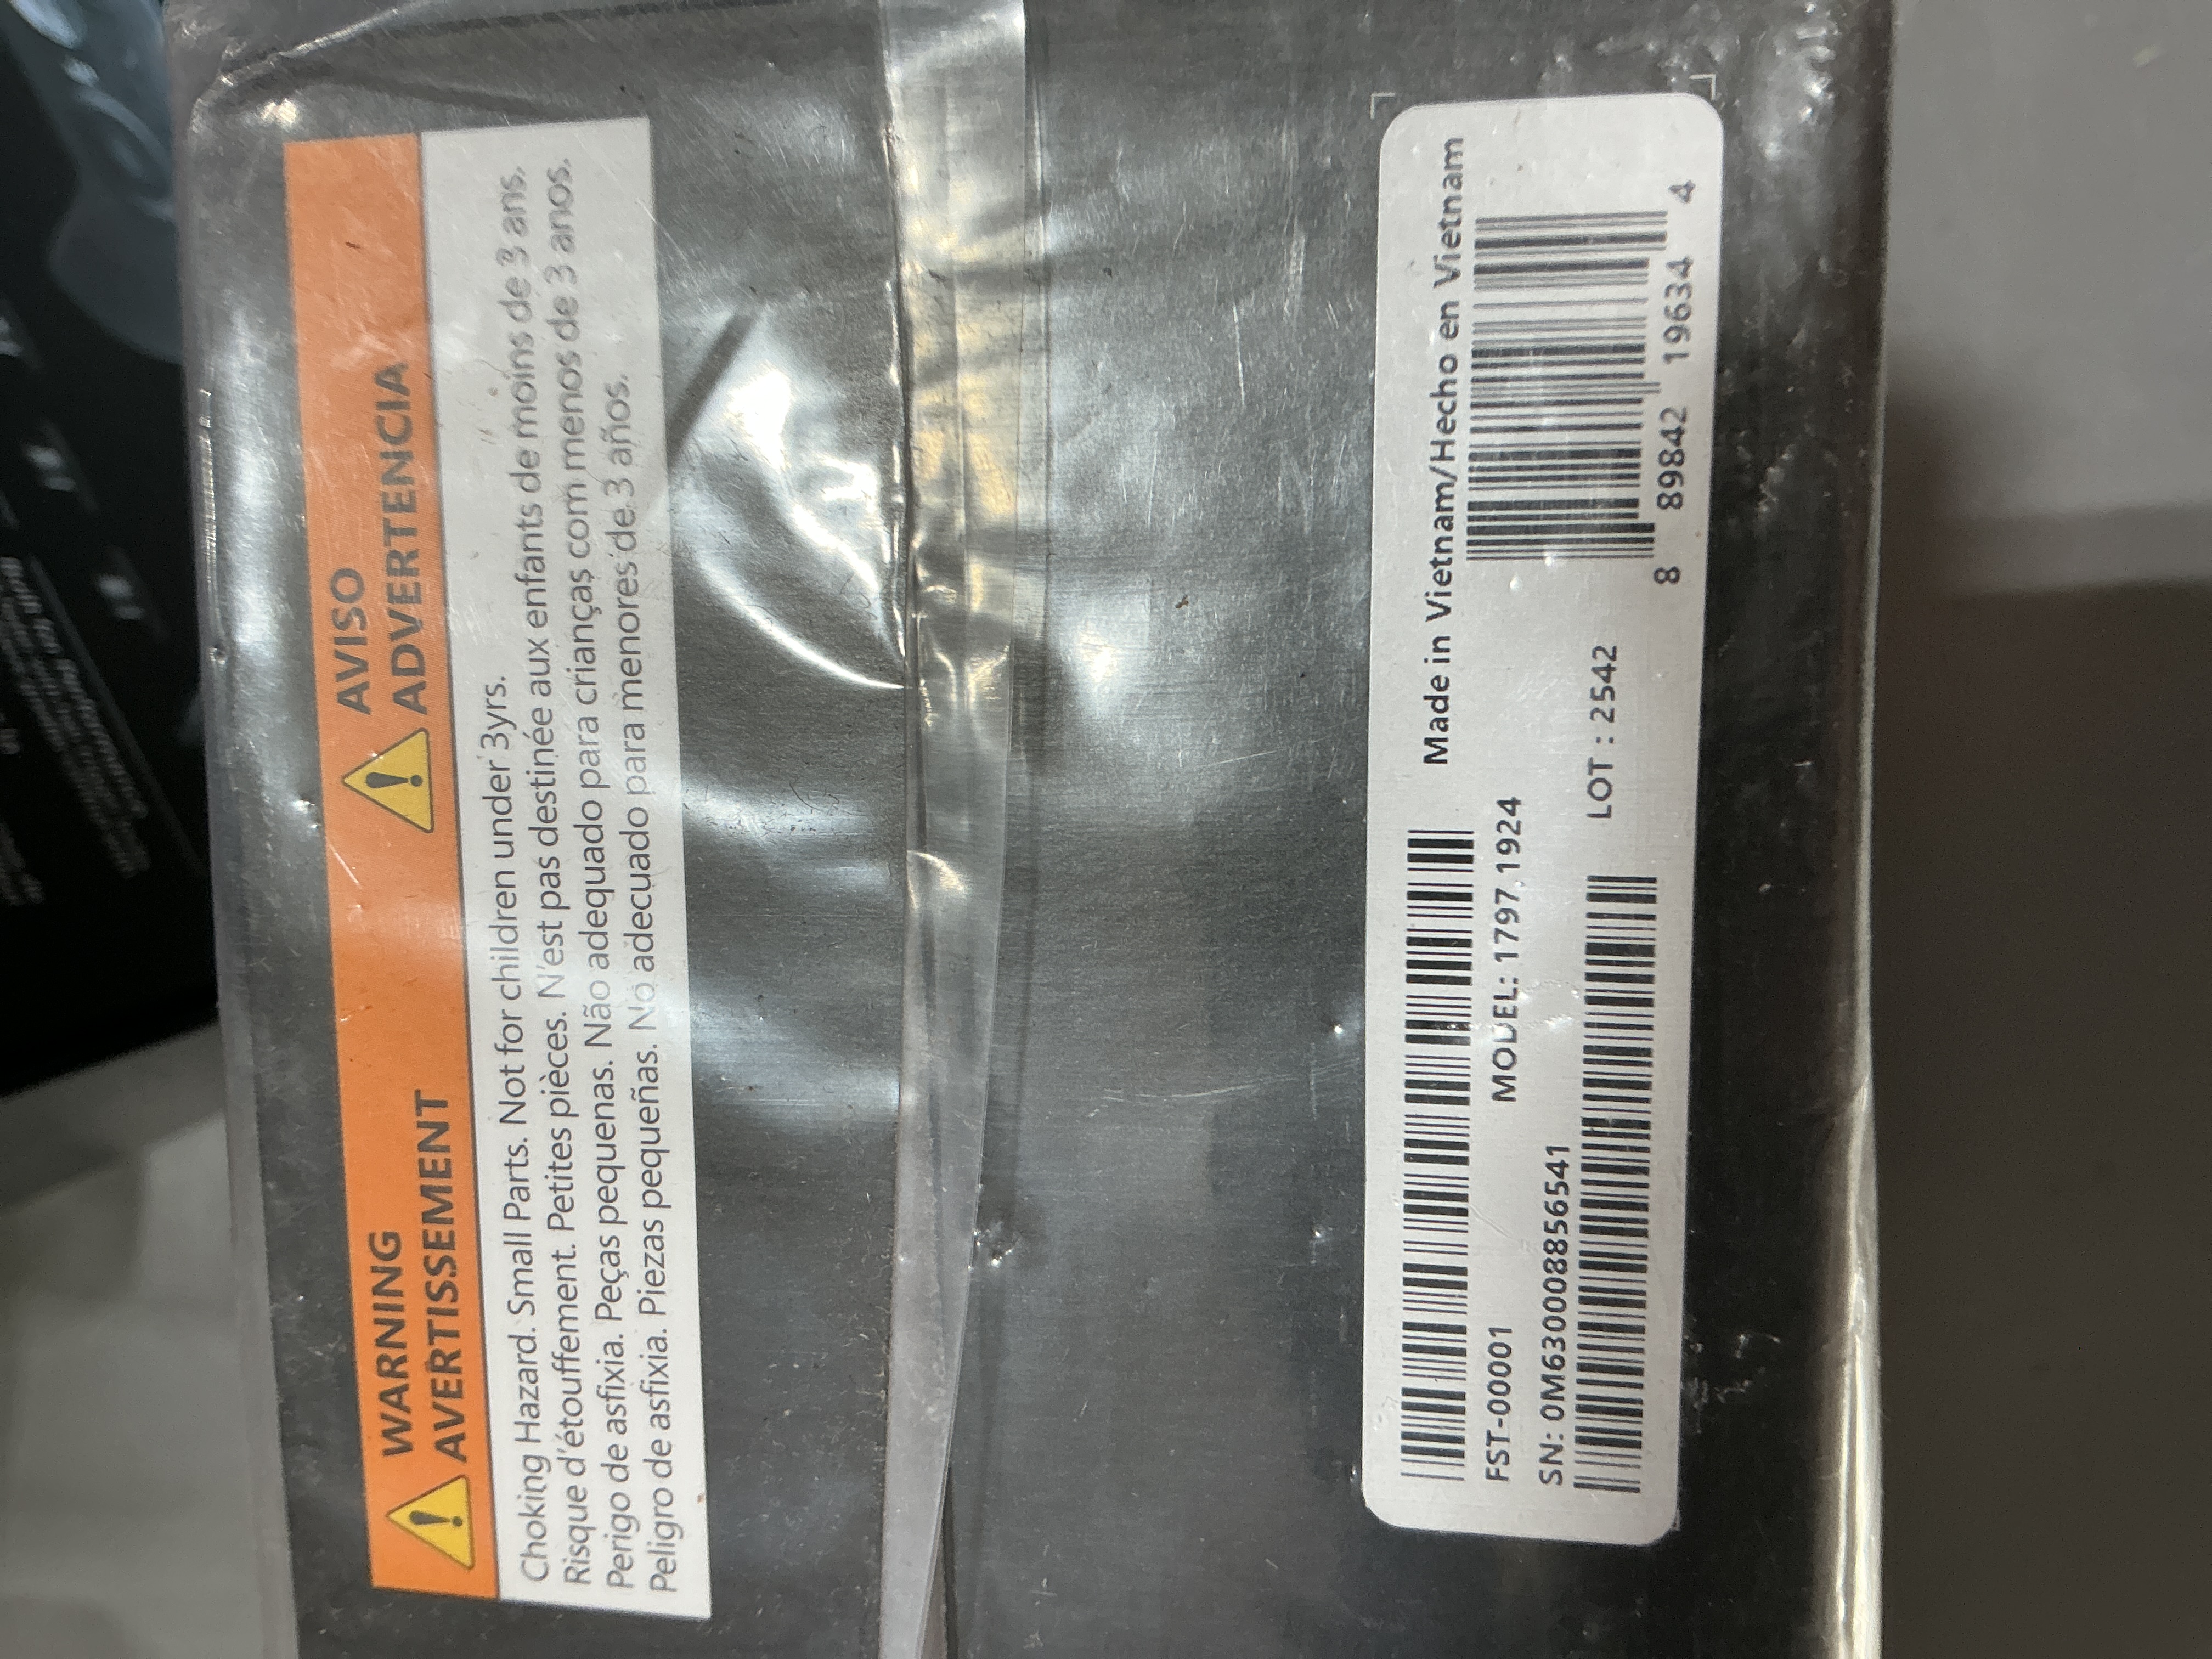 WARNING
AVERTISSEMENT
AVISO
ADVERTENCIA
Choking Hazard. Small Parts. Not for children under 3yrs.
Risque d'étouffement. Petites pièces. N'est pas destinée aux enfants de moins de 3 ans.
Perigo de asfixia. Peças pequenas. Não adequado para crianças com menos de 3 anos.
Peligro de asfixia. Piezas pequeñas. No adecuado para menores de 3 años.
Made in Vietnam/Hecho en Vietnam
FST-00001
MODEL: 1797, 1924
SN: 0M630008856541
LOT : 2542
8 89842 19634 4